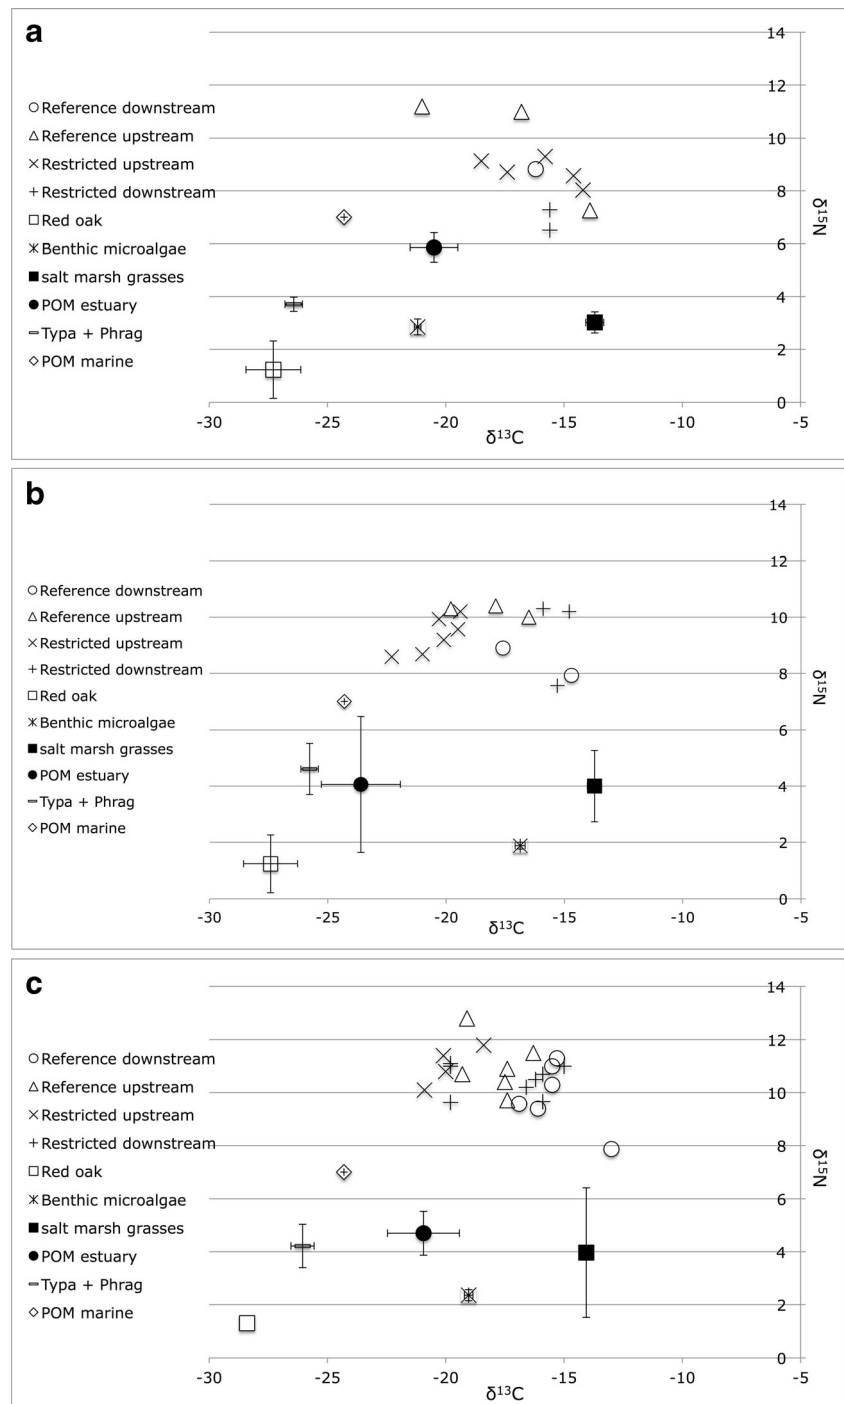 a
14
12
10
8
6
4
2
0
Reference downstream
Reference upstream
Restricted upstream
Restricted downstream
Red oak
Benthic microalgae
salt marsh grasses
POM estuary
Typa + Phrag
POM marine
δ¹⁵N
-30 -25 -20 -15 -10 -5
δ¹³C
b
14
12
10
8
6
4
2
0
Reference downstream
Reference upstream
Restricted upstream
Restricted downstream
Red oak
Benthic microalgae
salt marsh grasses
POM estuary
Typa + Phrag
POM marine
δ¹⁵N
-30 -25 -20 -15 -10 -5
δ¹³C
c
14
12
10
8
6
4
2
0
Reference downstream
Reference upstream
Restricted upstream
Restricted downstream
Red oak
Benthic microalgae
salt marsh grasses
POM estuary
Typa + Phrag
POM marine
δ¹⁵N
-30 -25 -20 -15 -10 -5
δ¹³C